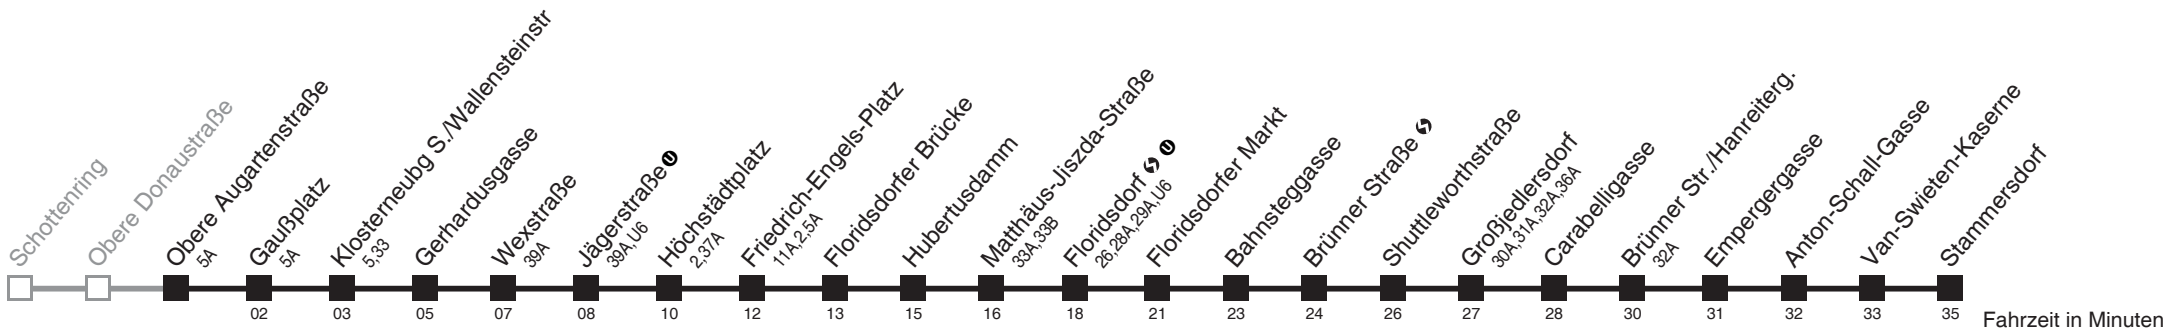 Schottenring
Obere Donaustraße
Obere Augartenstraße
5A
Gaußplatz
5A
Klosterneubg S./Wallensteinstr
5,33
Gerhardusgasse
Wexstraße
39A
Jägerstraße U
39A,U6
Höchstädtplatz
2,37A
Friedrich-Engels-Platz
11A,2,5A
Floridsdorfer Brücke
Hubertusdamm
Matthäus-Jiszda-Straße
33A,33B
Floridsdorf S U
26,28A,29A,U6
Floridsdorfer Markt
Bahnsteggasse
Brünner Straße S
Shuttleworthstraße
Großjedlersdorf
30A,31A,32A,36A
Carabelligasse
Brünner Str./Hanreiterg.
32A
Empergergasse
Anton-Schall-Gasse
Van-Swieten-Kaserne
Stammersdorf
02 03 05 07 08 10 12 13 15 16 18 21 23 24 26 27 28 30 31 32 33 35 Fahrzeit in Minuten